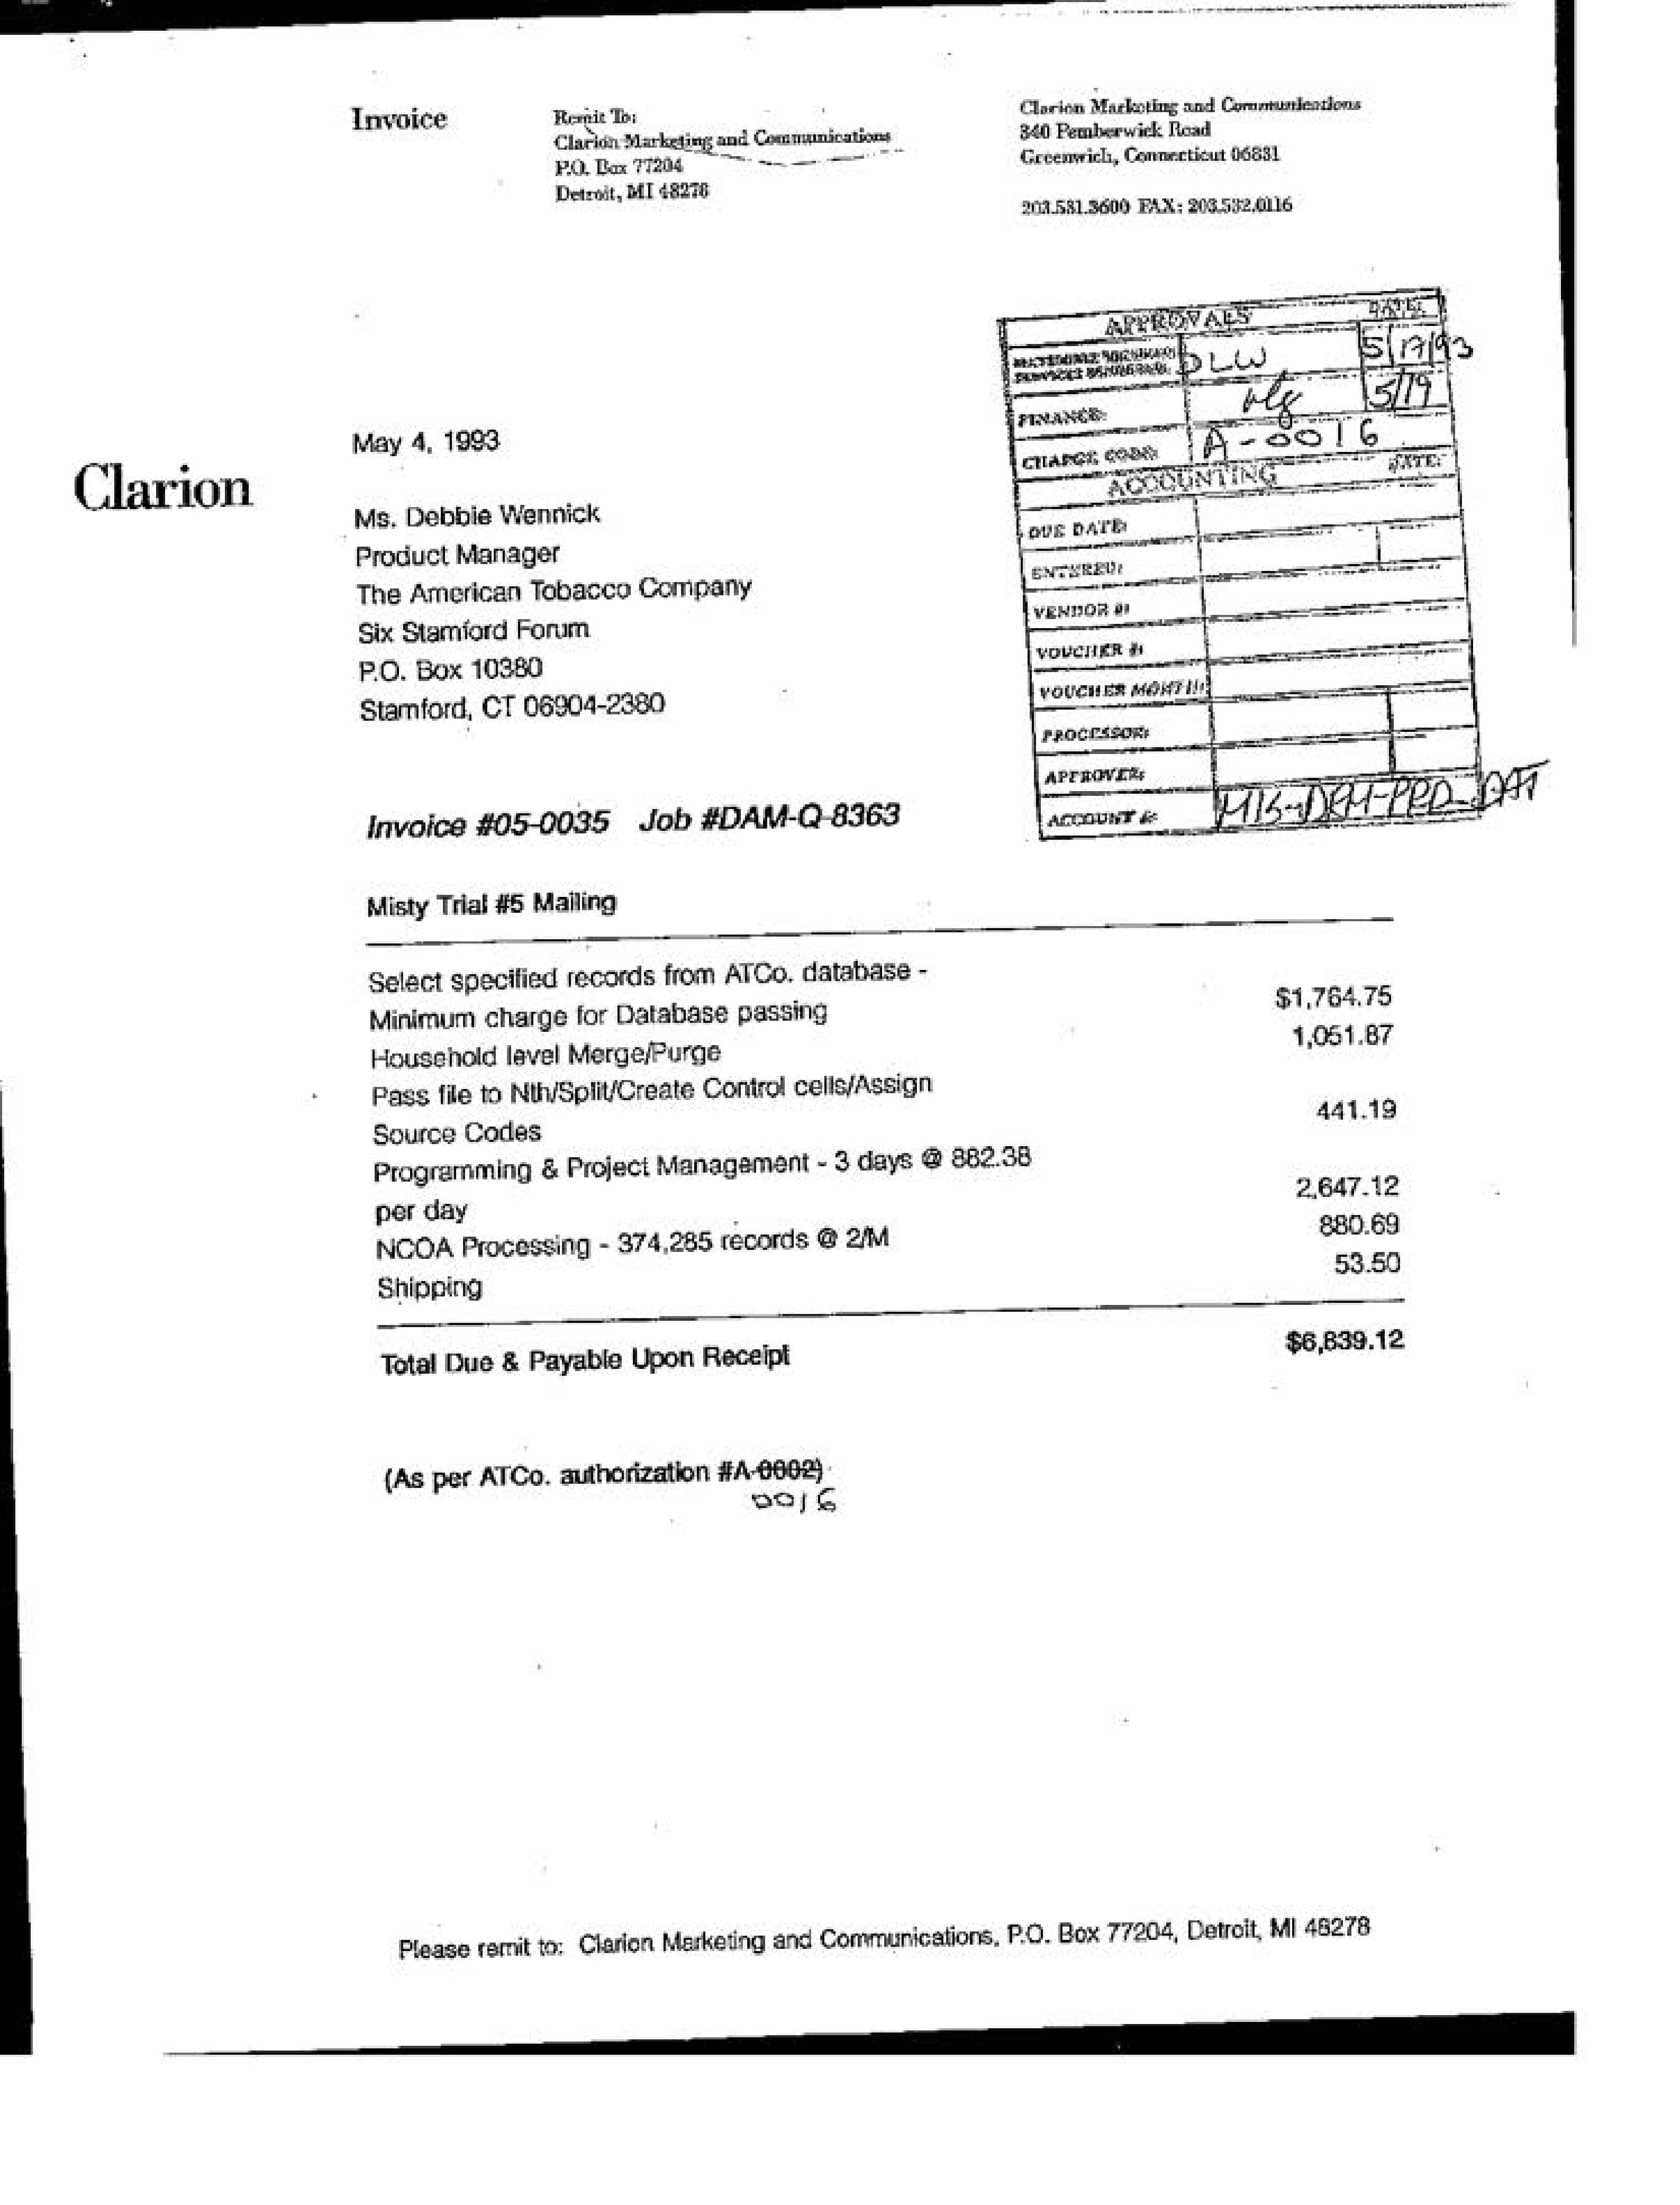 Invoice
Remit To:
Clarion Marketing and Communications
P.O. Box 77204
Detroit, MI 48278
Clarion Marketing and Communications
340 Pemberwick Road
Greenwich, Connecticut 06831
203.531.3600 FAX: 203.532.0116
APPROVALS DATE:
DLW 5/17/93
FINANCE: 5/19
CHARGE CODE: A-0016
ACCOUNTING DATE:
DUE DATE:
ENTERED:
VENDOR #:
VOUCHER #:
VOUCHER MONTH:
PROCESSOR:
APPROVER:
ACCOUNT #:
Clarion
May 4, 1993
Ms. Debbie Wennick
Product Manager
The American Tobacco Company
Six Stamford Forum
P.O. Box 10380
Stamford, CT 06904-2380
Invoice #05-0035 Job #DAM-Q-8363
Misty Trial #5 Mailing
Select specified records from ATCo. database -
Minimum charge for Database passing $1,764.75
Household level Merge/Purge 1,051.87
Pass file to Nth/Split/Create Control cells/Assign
Source Codes 441.19
Programming & Project Management - 3 days @ 882.38
per day 2,647.12
NCOA Processing - 374,285 records @ 2/M 880.69
Shipping 53.50
Total Due & Payable Upon Receipt $6,839.12
(As per ATCo. authorization #A-0002)
0016
Please remit to: Clarion Marketing and Communications, P.O. Box 77204, Detroit, MI 48278